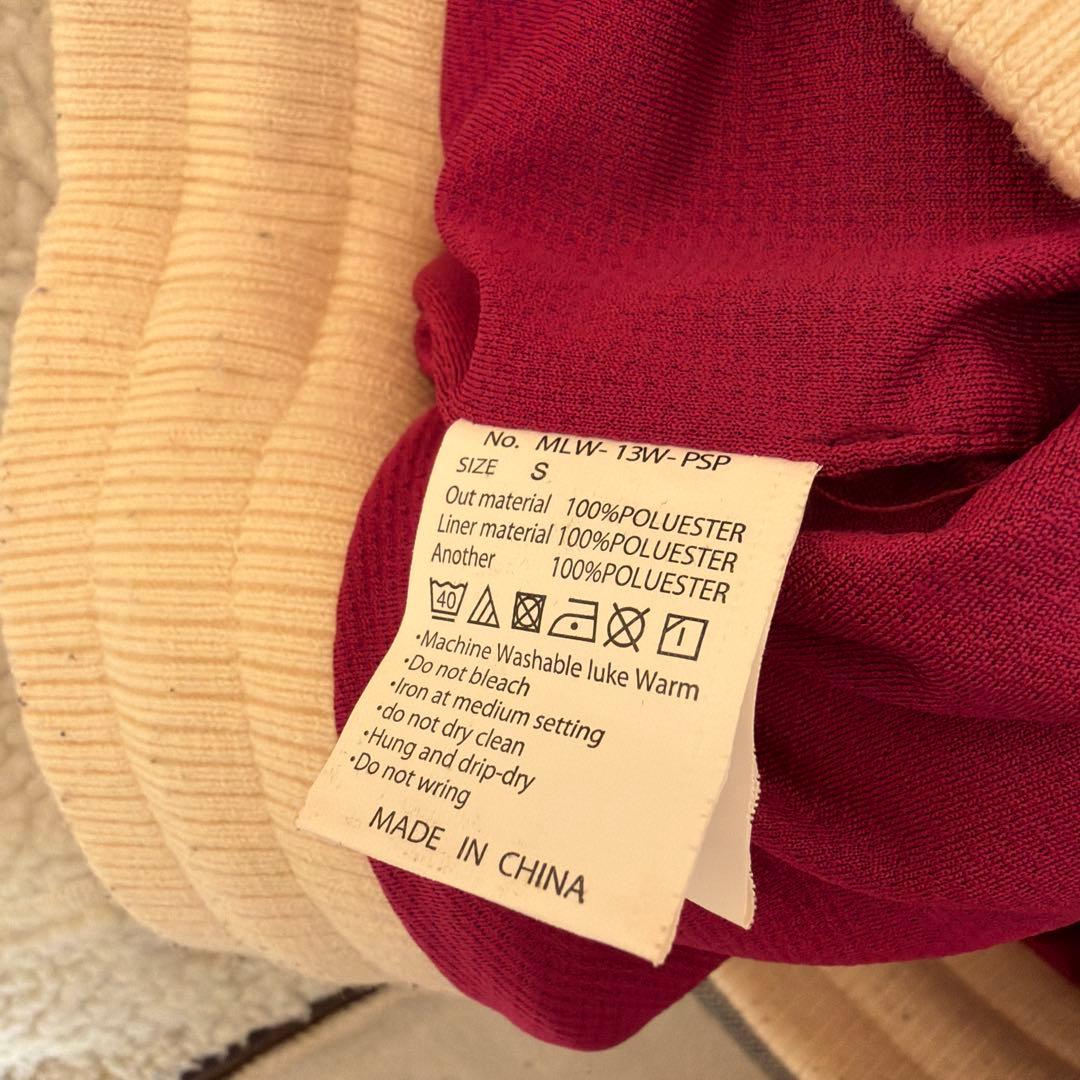 No. MLW-13W-PSP
SIZE S
Out material 100%POLUESTER
Liner material 100%POLUESTER
Another 100%POLUESTER
40
•Machine Washable luke Warm
•Do not bleach
•Iron at medium setting
•do not dry clean
•Hung and drip-dry
•Do not wring
MADE IN CHINA